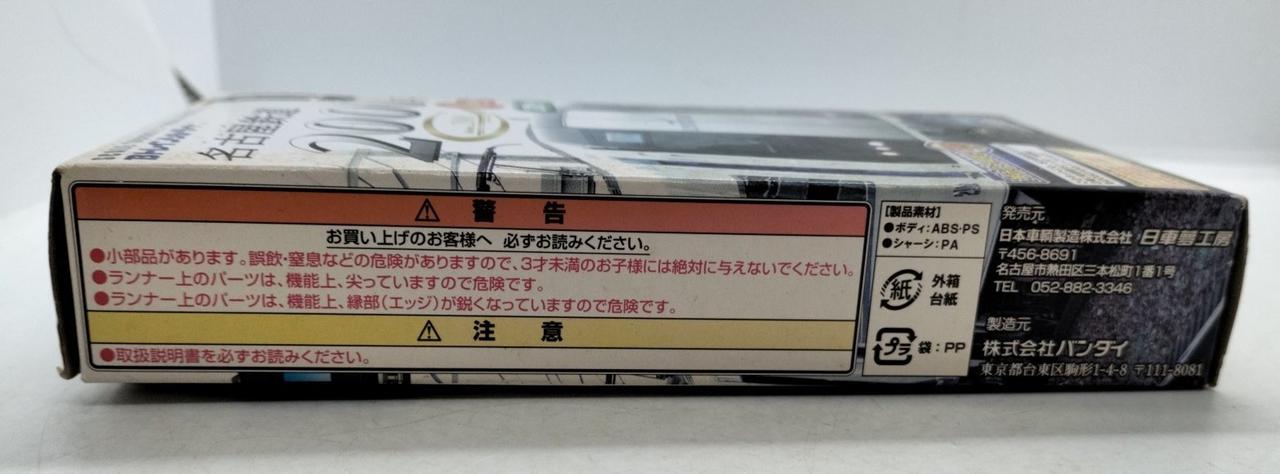 名古屋鉄道
200
⚠ 警告
お買い上げのお客様へ 必ずお読みください。
●小部品があります。誤飲・窒息などの危険がありますので、3才未満のお子様には絶対に与えないでください。
●ランナー上のパーツは、機能上、尖っていますので危険です。
●ランナー上のパーツは、機能上、縁部（エッジ）が鋭くなっていますので危険です。
⚠ 注意
●取扱説明書を必ずお読みください。
【製品素材】
●ボディ:ABS・PS
●シャーシ:PA
紙 外箱
台紙
プラ 袋:PP
発売元
日本車輌製造株式会社 日車夢工房
〒456-8691
名古屋市熱田区三本松町1番1号
TEL 052-882-3346
製造元
株式会社バンダイ
東京都台東区駒形1-4-8 〒111-8081